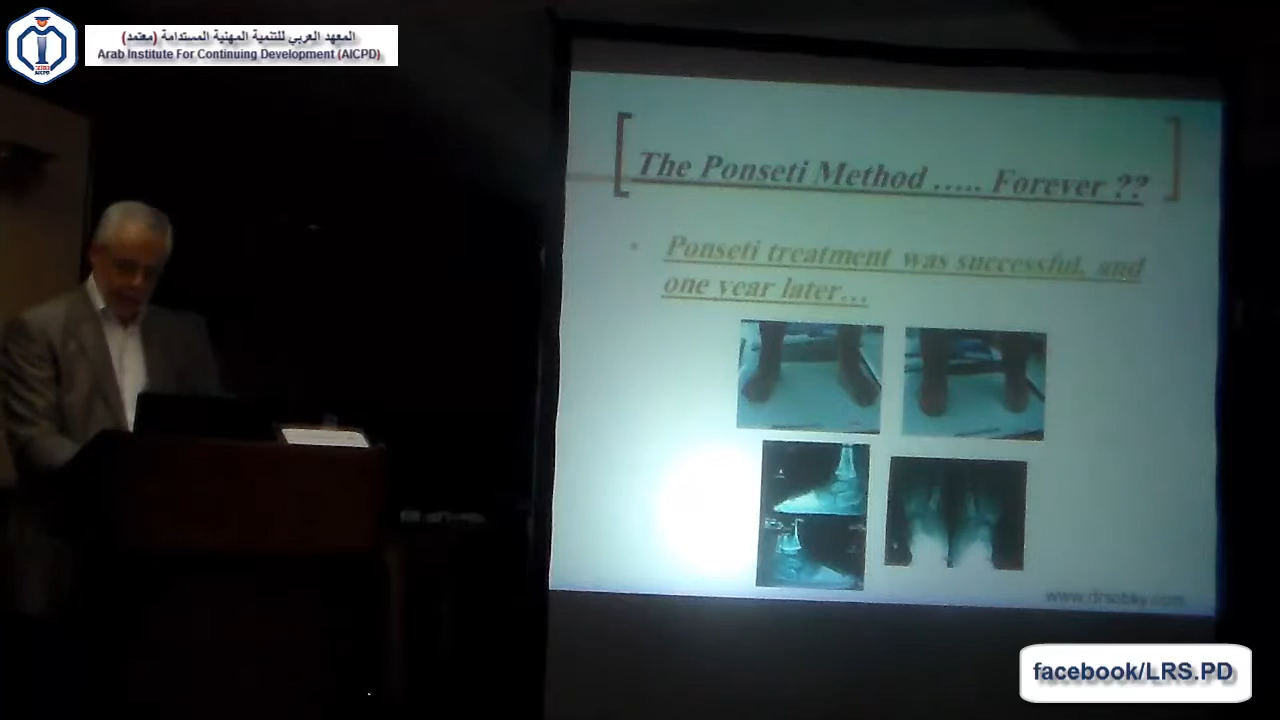 المعهد العربي للتنمية المهنية المستدامة (معتمد)
Arab Institute For Continuing Development (AICPD)
AICPD
[ The Ponseti Method ..... Forever ?? ]
• Ponseti treatment was successful, and
one year later…
www.drsobky.com
facebook/LRS.PD